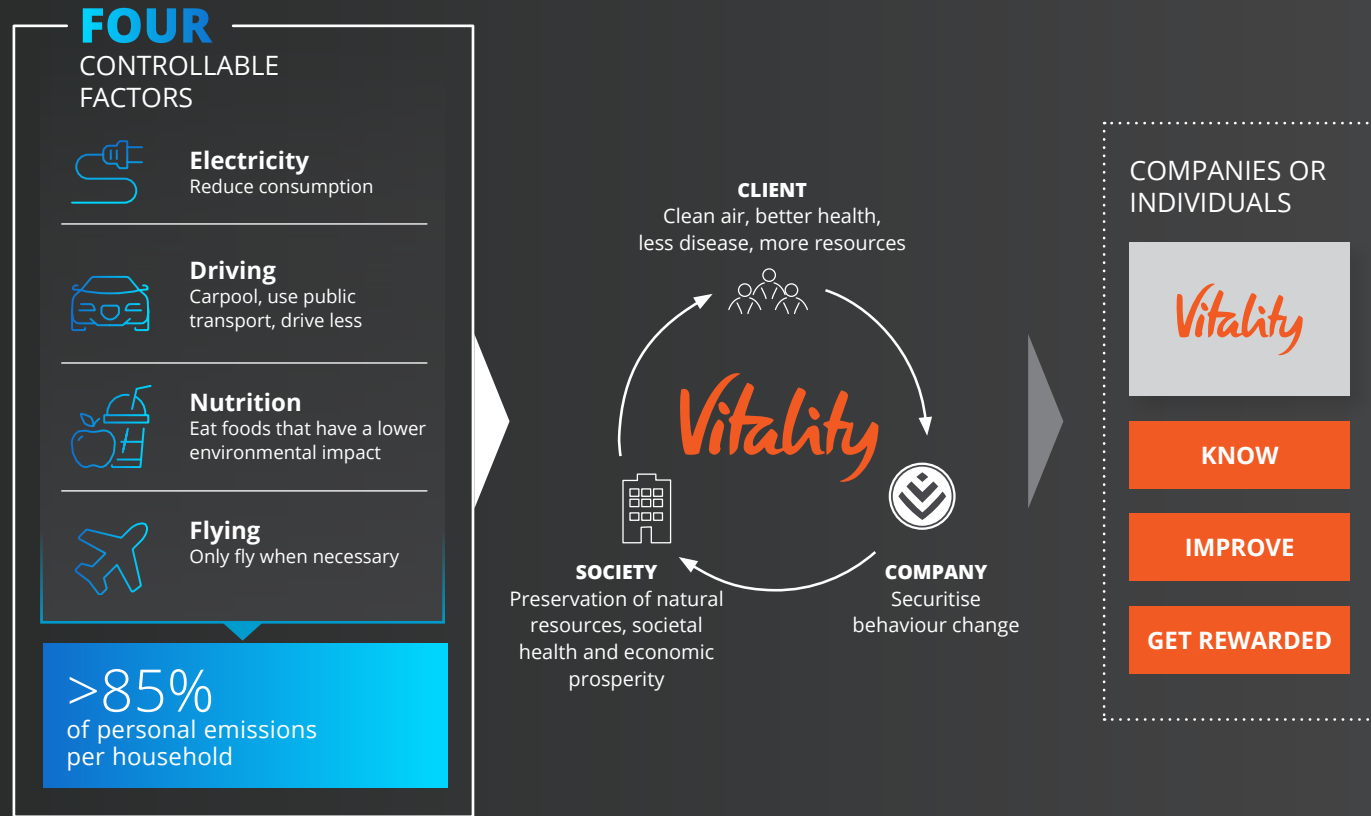 FOUR
CONTROLLABLE
FACTORS
Electricity
Reduce consumption
Driving
Carpool, use public
transport, drive less
Nutrition
Eat foods that have a lower
environmental impact
Flying
Only fly when necessary
>85%
of personal emissions
per household
CLIENT
Clean air, better health,
less disease, more resources
Vitality
SOCIETY
Preservation of natural
resources, societal
health and economic
prosperity
COMPANY
Securitise
behaviour change
COMPANIES OR
INDIVIDUALS
Vitality
KNOW
IMPROVE
GET REWARDED